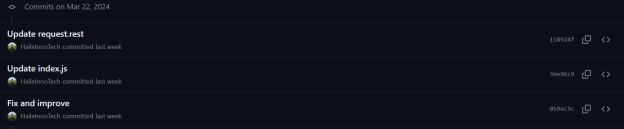 Commits on Mar 22, 2024
Update request.rest
HaileInnoTech committed last week
118924f
Update index.js
HaileInnoTech committed last week
39e96c9
Fix and improve
HaileInnoTech committed last week
059ec5c